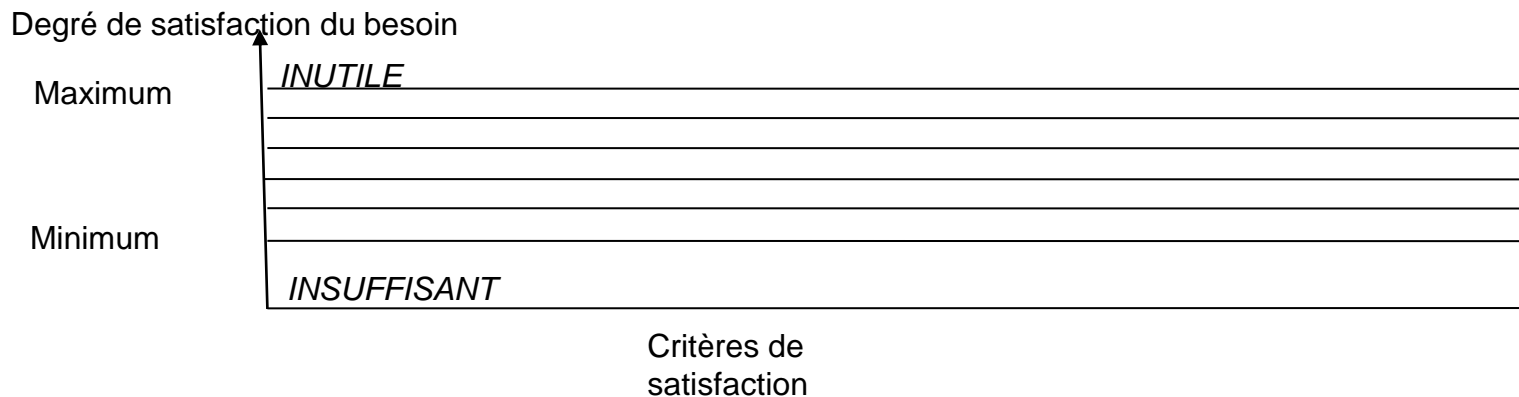 Degré de satisfaction du besoin
INUTILE
Maximum
Minimum
INSUFFISANT
Critères de
satisfaction